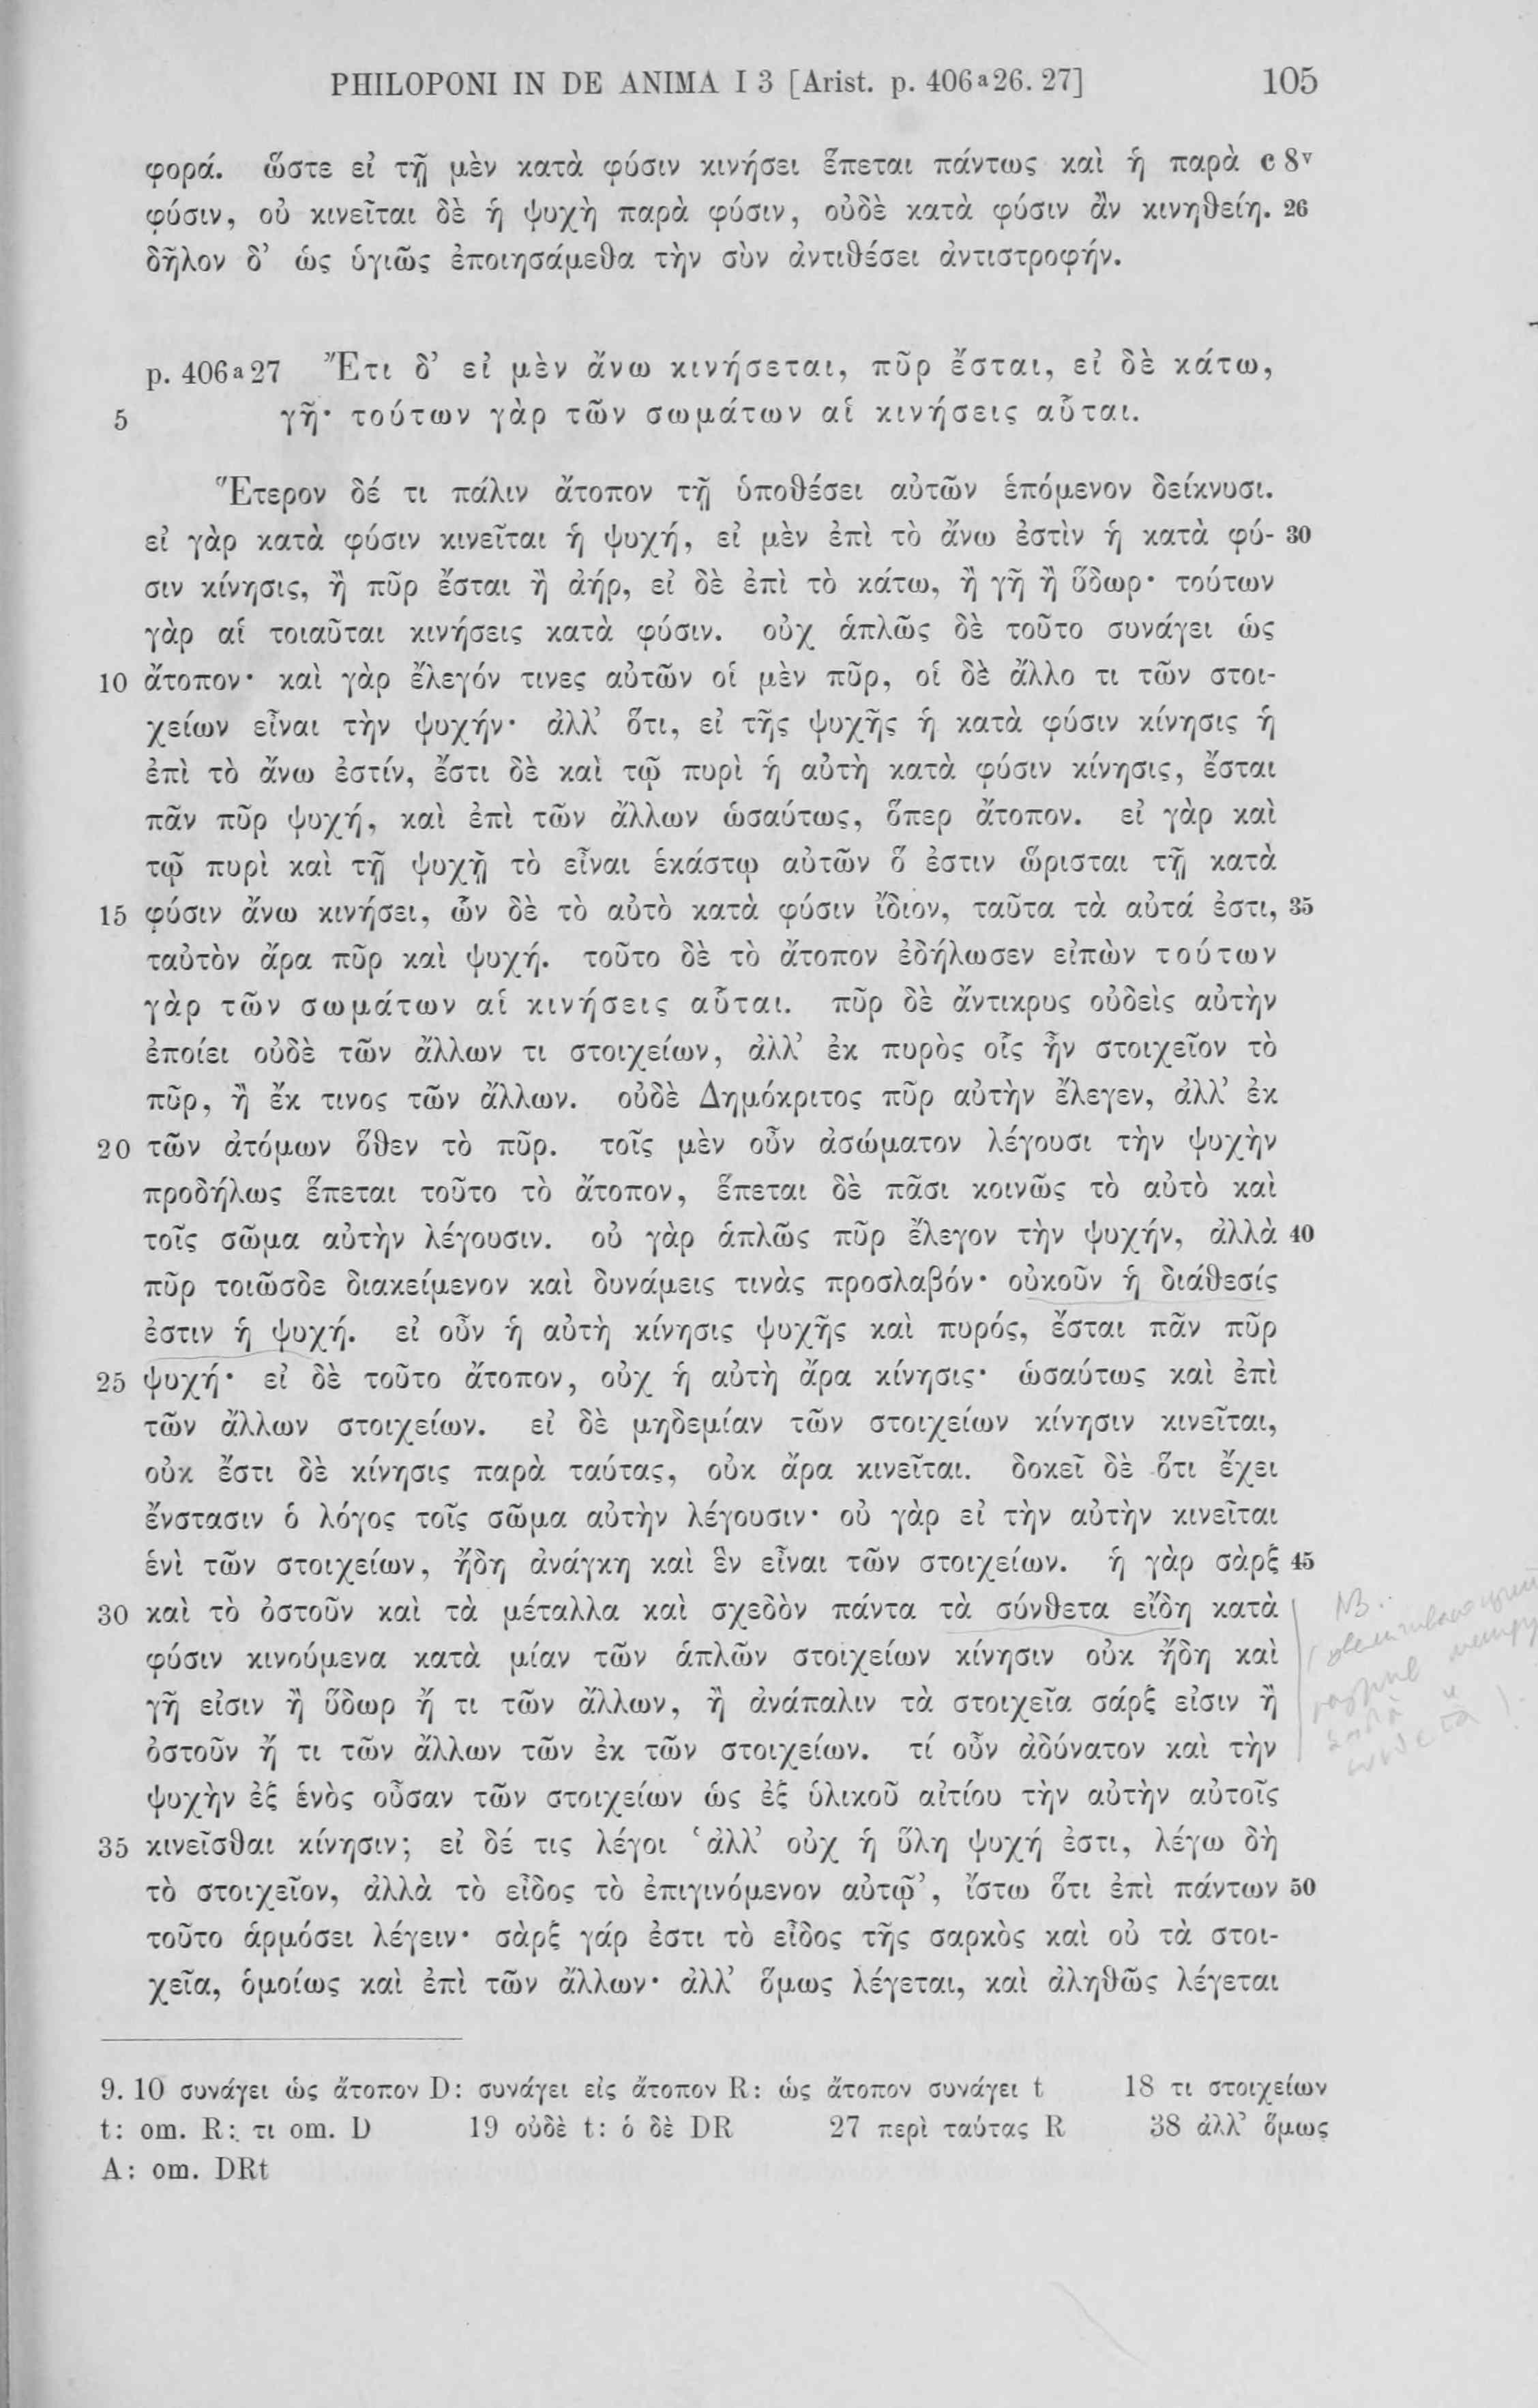 PHILOPONI IN DE ANIMA I 3 [Arist. p. 406a26. 27] 105
φορά. ὥστε εἰ τῇ μὲν κατὰ φύσιν κινήσει ἕπεται πάντως καὶ ἡ παρὰ c 8v
φύσιν, οὐ κινεῖται δὲ ἡ ψυχὴ παρὰ φύσιν, οὐδὲ κατὰ φύσιν ἂν κινηθείη. 26
δῆλον δ’ ὡς ὑγιῶς ἐποιησάμεθα τὴν σὺν ἀντιθέσει ἀντιστροφήν.
p. 406a27 Ἔτι δ’ εἰ μὲν ἄνω κινήσεται, πῦρ ἔσται, εἰ δὲ κάτω,
5 γῆ· τούτων γὰρ τῶν σωμάτων αἱ κινήσεις αὗται.
Ἕτερον δέ τι πάλιν ἄτοπον τῇ ὑποθέσει αὐτῶν ἑπόμενον δείκνυσι.
εἰ γὰρ κατὰ φύσιν κινεῖται ἡ ψυχή, εἰ μὲν ἐπὶ τὸ ἄνω ἐστὶν ἡ κατὰ φύ- 30
σιν κίνησις, ἢ πῦρ ἔσται ἢ ἀήρ, εἰ δὲ ἐπὶ τὸ κάτω, ἢ γῆ ἢ ὕδωρ· τούτων
γὰρ αἱ τοιαῦται κινήσεις κατὰ φύσιν. οὐχ ἁπλῶς δὲ τοῦτο συνάγει ὡς
10 ἄτοπον· καὶ γὰρ ἔλεγόν τινες αὐτῶν οἱ μὲν πῦρ, οἱ δὲ ἄλλο τι τῶν στοι-
χείων εἶναι τὴν ψυχήν· ἀλλ’ ὅτι, εἰ τῆς ψυχῆς ἡ κατὰ φύσιν κίνησις ἡ
ἐπὶ τὸ ἄνω ἐστίν, ἔστι δὲ καὶ τῷ πυρὶ ἡ αὐτὴ κατὰ φύσιν κίνησις, ἔσται
πᾶν πῦρ ψυχή, καὶ ἐπὶ τῶν ἄλλων ὡσαύτως, ὅπερ ἄτοπον. εἰ γὰρ καὶ
τῷ πυρὶ καὶ τῇ ψυχῇ τὸ εἶναι ἑκάστῳ αὐτῶν ὅ ἐστιν ὥρισται τῇ κατὰ
15 φύσιν ἄνω κινήσει, ὧν δὲ τὸ αὐτὸ κατὰ φύσιν ἴδιον, ταῦτα τὰ αὐτά ἐστι, 35
ταὐτὸν ἄρα πῦρ καὶ ψυχή. τοῦτο δὲ τὸ ἄτοπον ἐδήλωσεν εἰπὼν τούτων
γὰρ τῶν σωμάτων αἱ κινήσεις αὗται. πῦρ δὲ ἄντικρυς οὐδεὶς αὐτὴν
ἐποίει οὐδὲ τῶν ἄλλων τι στοιχείων, ἀλλ’ ἐκ πυρὸς οἷς ἦν στοιχεῖον τὸ
πῦρ, ἢ ἔκ τινος τῶν ἄλλων. οὐδὲ Δημόκριτος πῦρ αὐτὴν ἔλεγεν, ἀλλ’ ἐκ
20 τῶν ἀτόμων ὅθεν τὸ πῦρ. τοῖς μὲν οὖν ἀσώματον λέγουσι τὴν ψυχὴν
προδήλως ἕπεται τοῦτο τὸ ἄτοπον, ἕπεται δὲ πᾶσι κοινῶς τὸ αὐτὸ καὶ
τοῖς σῶμα αὐτὴν λέγουσιν. οὐ γὰρ ἁπλῶς πῦρ ἔλεγον τὴν ψυχήν, ἀλλὰ 40
πῦρ τοιῶσδε διακείμενον καὶ δυνάμεις τινὰς προσλαβόν· οὐκοῦν ἡ διάθεσίς
ἐστιν ἡ ψυχή. εἰ οὖν ἡ αὐτὴ κίνησις ψυχῆς καὶ πυρός, ἔσται πᾶν πῦρ
25 ψυχή· εἰ δὲ τοῦτο ἄτοπον, οὐχ ἡ αὐτὴ ἄρα κίνησις· ὡσαύτως καὶ ἐπὶ
τῶν ἄλλων στοιχείων. εἰ δὲ μηδεμίαν τῶν στοιχείων κίνησιν κινεῖται,
οὐκ ἔστι δὲ κίνησις παρὰ ταύτας, οὐκ ἄρα κινεῖται. δοκεῖ δὲ ὅτι ἔχει
ἔνστασιν ὁ λόγος τοῖς σῶμα αὐτὴν λέγουσιν· οὐ γὰρ εἰ τὴν αὐτὴν κινεῖται
ἑνὶ τῶν στοιχείων, ἤδη ἀνάγκη καὶ ἓν εἶναι τῶν στοιχείων. ἡ γὰρ σὰρξ 45
30 καὶ τὸ ὀστοῦν καὶ τὰ μέταλλα καὶ σχεδὸν πάντα τὰ σύνθετα εἴδη κατὰ
φύσιν κινούμενα κατὰ μίαν τῶν ἁπλῶν στοιχείων κίνησιν οὐκ ἤδη καὶ
γῆ εἰσιν ἢ ὕδωρ ἤ τι τῶν ἄλλων, ἢ ἀνάπαλιν τὰ στοιχεῖα σάρξ εἰσιν ἢ
ὀστοῦν ἤ τι τῶν ἄλλων τῶν ἐκ τῶν στοιχείων. τί οὖν ἀδύνατον καὶ τὴν
ψυχὴν ἐξ ἑνὸς οὖσαν τῶν στοιχείων ὡς ἐξ ὑλικοῦ αἰτίου τὴν αὐτὴν αὐτοῖς
35 κινεῖσθαι κίνησιν; εἰ δέ τις λέγοι ‘ἀλλ’ οὐχ ἡ ὕλη ψυχή ἐστι, λέγω δὴ
τὸ στοιχεῖον, ἀλλὰ τὸ εἶδος τὸ ἐπιγινόμενον αὐτῷ’, ἴστω ὅτι ἐπὶ πάντων 50
τοῦτο ἁρμόσει λέγειν· σὰρξ γάρ ἐστι τὸ εἶδος τῆς σαρκὸς καὶ οὐ τὰ στοι-
χεῖα, ὁμοίως καὶ ἐπὶ τῶν ἄλλων· ἀλλ’ ὅμως λέγεται, καὶ ἀληθῶς λέγεται
9. 10 συνάγει ὡς ἄτοπον D: συνάγει εἰς ἄτοπον R: ὡς ἄτοπον συνάγει t 18 τι στοιχείων
t: om. R: τι om. D 19 οὐδὲ t: ὁ δὲ DR 27 περὶ ταύτας R 38 ἀλλ’ ὅμως
A: om. DRt
NB.